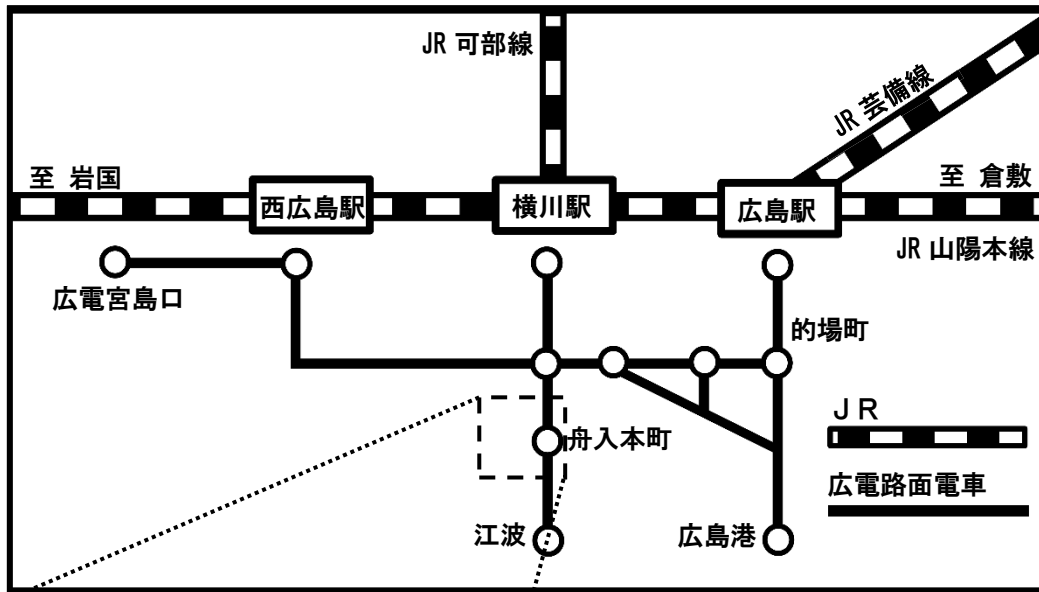 JR 可部線
JR 芸備線
至 岩国
至 倉敷
西広島駅
横川駅
広島駅
JR 山陽本線
広電宮島口
的場町
JR
舟入本町
広電路面電車
江波
広島港